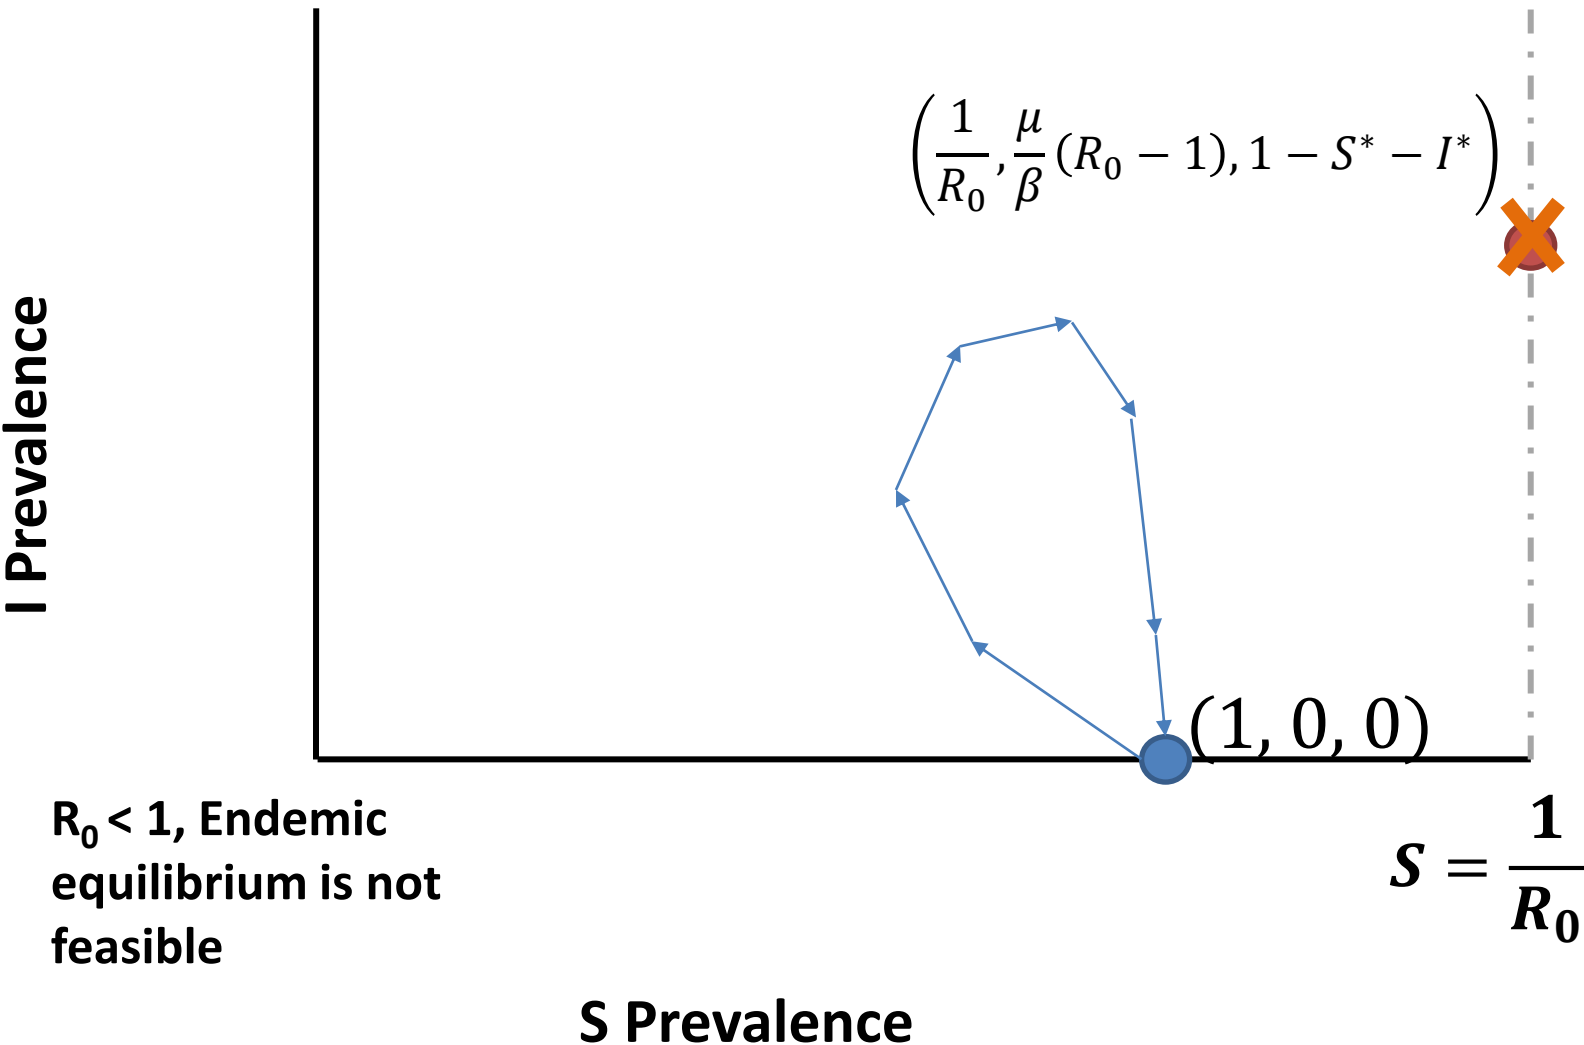 (1/R₀, μ/β (R₀ − 1), 1 − S* − I*)
I Prevalence
(1, 0, 0)
R₀ < 1, Endemic
equilibrium is not
feasible
S = 1/R₀
S Prevalence